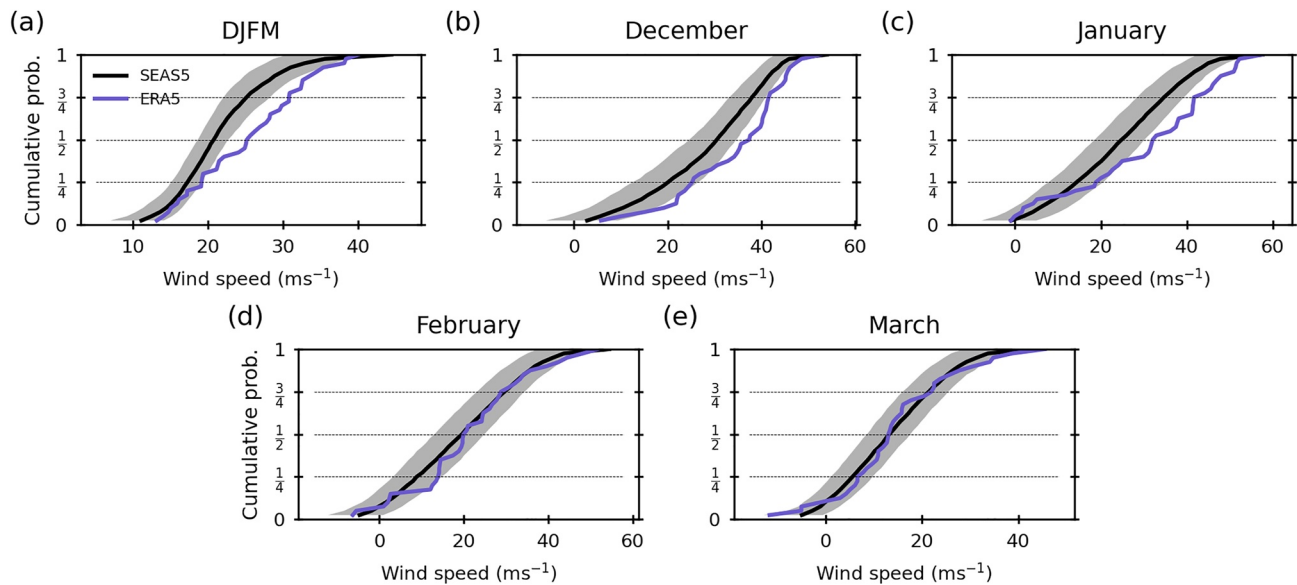 (a) DJFM (b) December (c) January
Cumulative prob.
1
3/4
1/2
1/4
0
SEAS5
ERA5
10 20 30 40
Wind speed (ms⁻¹)
1
3/4
1/2
1/4
0
0 20 40 60
Wind speed (ms⁻¹)
1
3/4
1/2
1/4
0
0 20 40 60
Wind speed (ms⁻¹)
(d) February (e) March
Cumulative prob.
1
3/4
1/2
1/4
0
0 20 40 60
Wind speed (ms⁻¹)
1
3/4
1/2
1/4
0
0 20 40
Wind speed (ms⁻¹)